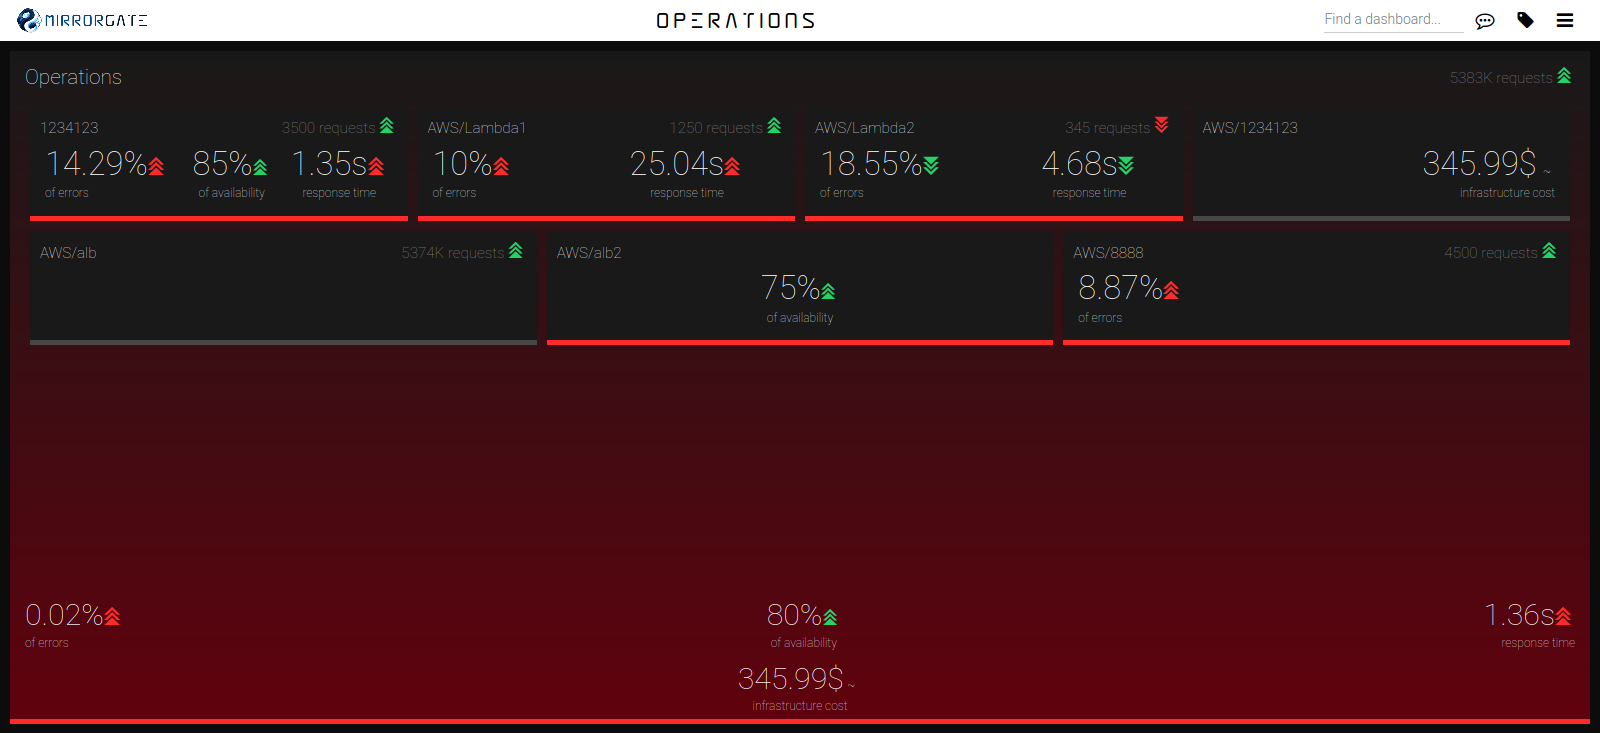 MIRRORGATE
OPERATIONS
Find a dashboard...
Operations
5383K requests
1234123
3500 requests
14.29%
of errors
85%
of availability
1.35s
response time
AWS/Lambda1
1250 requests
10%
of errors
25.04s
response time
AWS/Lambda2
345 requests
18.55%
of errors
4.68s
response time
AWS/1234123
345.99$ ~
infrastructure cost
AWS/alb
5374K requests
AWS/alb2
75%
of availability
AWS/8888
4500 requests
8.87%
of errors
0.02%
of errors
80%
of availability
1.36s
response time
345.99$ ~
infrastructure cost